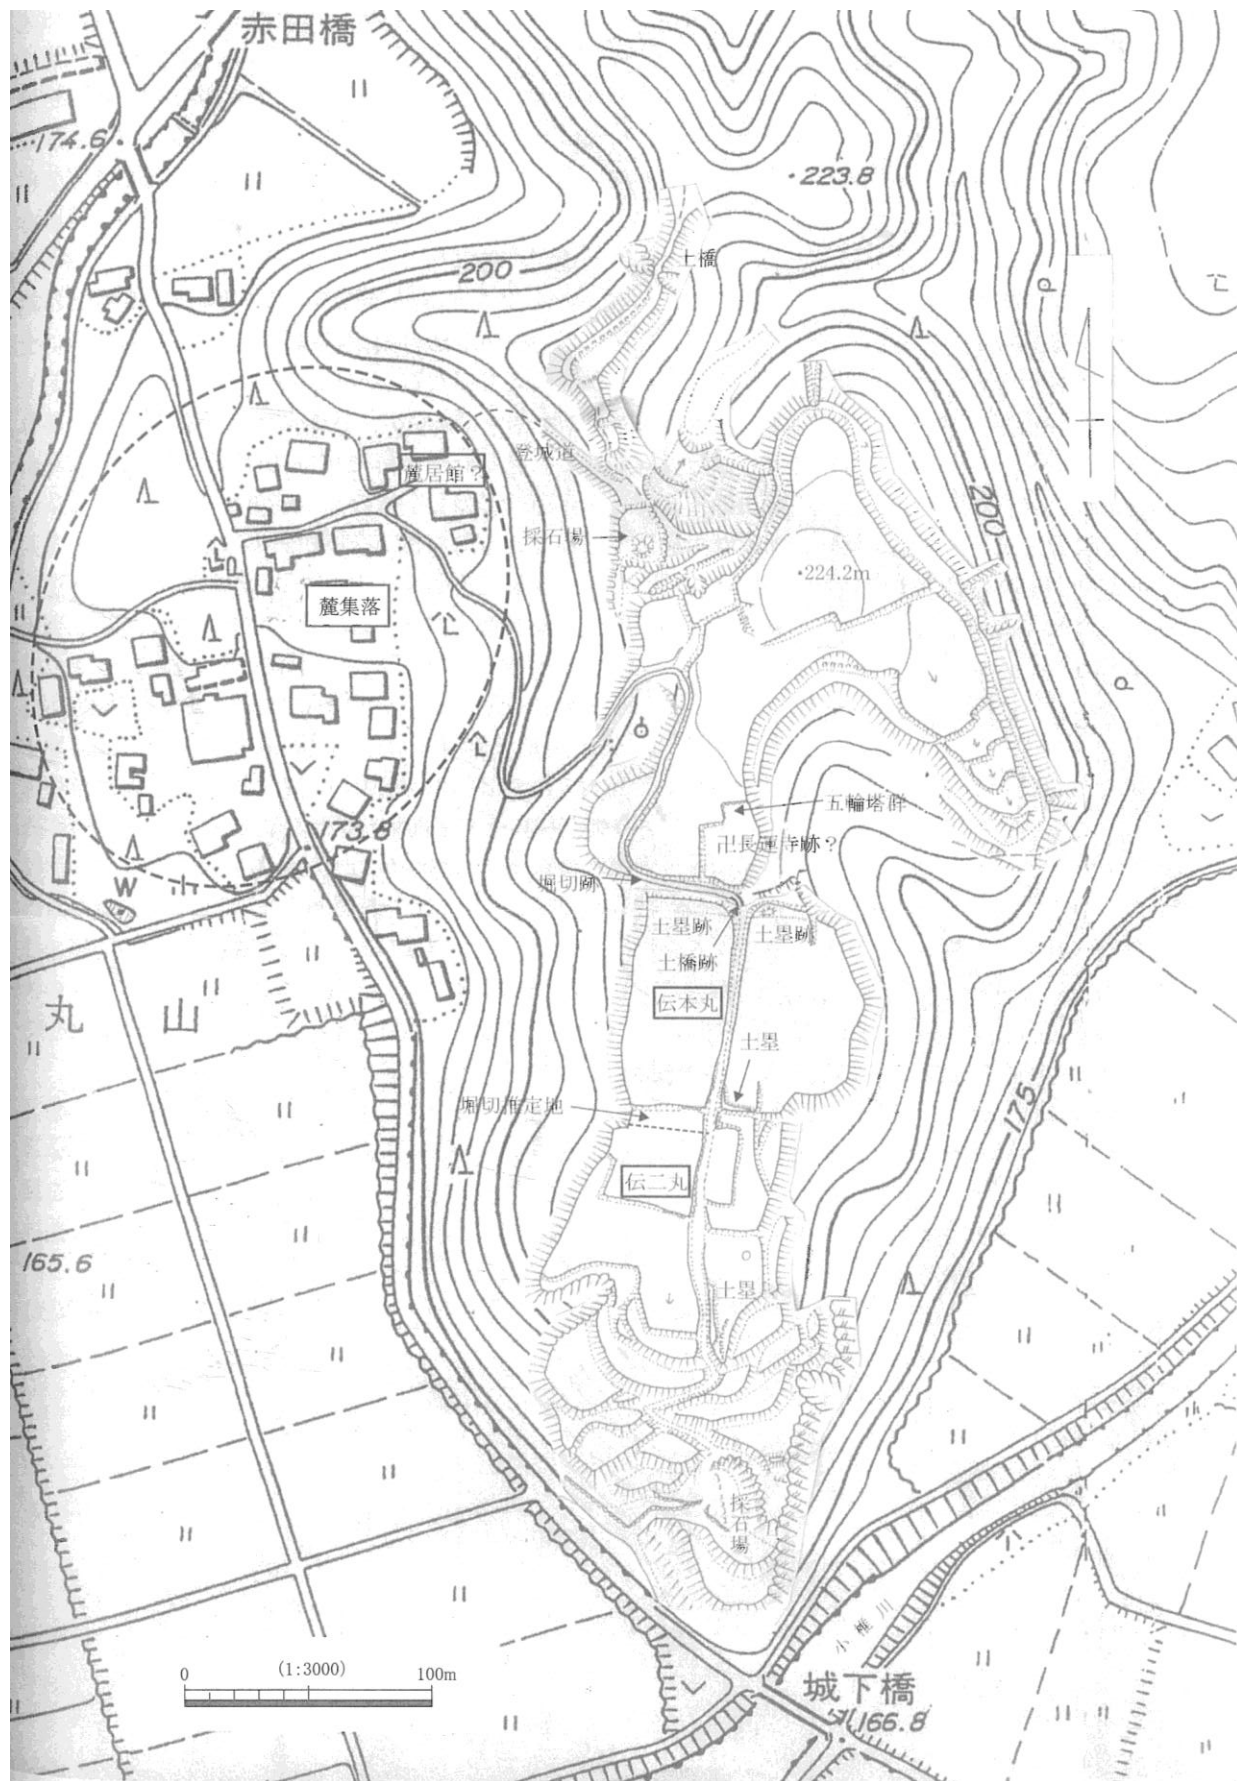 赤田橋
174.6
223.8
土橋
200
登城道
麓居館？
200
採石場
224.2m
麓集落
五輪塔群
卍長運寺跡？
173.8
堀切跡
W
土塁跡
土塁跡
土橋跡
伝本丸
丸山
土塁
堀切推定地
175
伝二丸
165.6
土塁
採石場
小椎川
0
(1:3000)
100m
城下橋
166.8